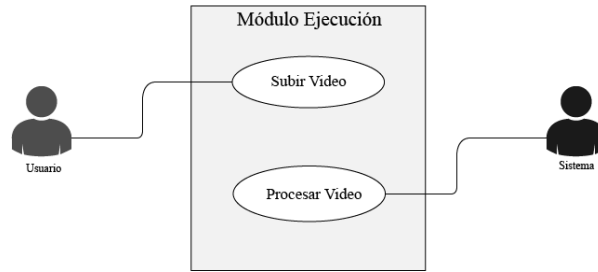 Módulo Ejecución
Subir Video
Usuario
Procesar Video
Sistema